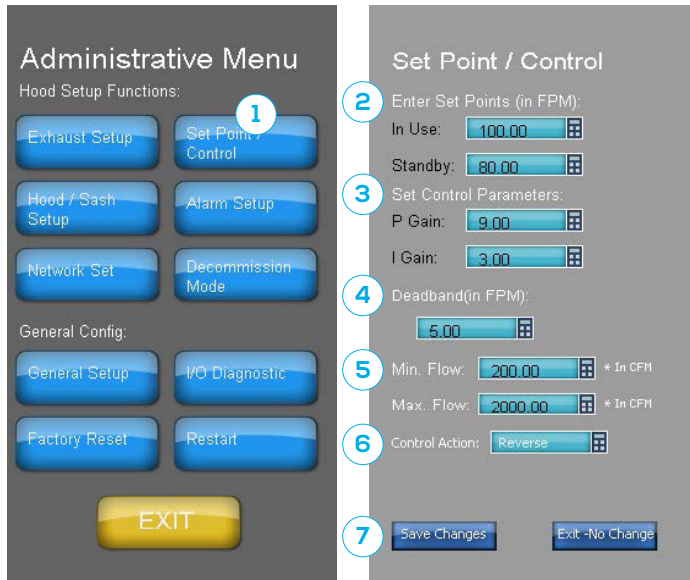 Administrative Menu
Hood Setup Functions:
1
Exhaust Setup
Set Point /
Control
Hood / Sash
Setup
Alarm Setup
Network Set
Decommission
Mode
General Config:
General Setup
I/O Diagnostic
Factory Reset
Restart
EXIT
Set Point / Control
2
Enter Set Points (in FPM):
In Use: 100.00
Standby: 80.00
3
Set Control Parameters:
P Gain: 9.00
I Gain: 3.00
4
Deadband(in FPM):
5.00
5
Min. Flow: 200.00 * In CFM
Max. Flow: 2000.00 * In CFM
6
Control Action: Reverse
7
Save Changes
Exit -No Change